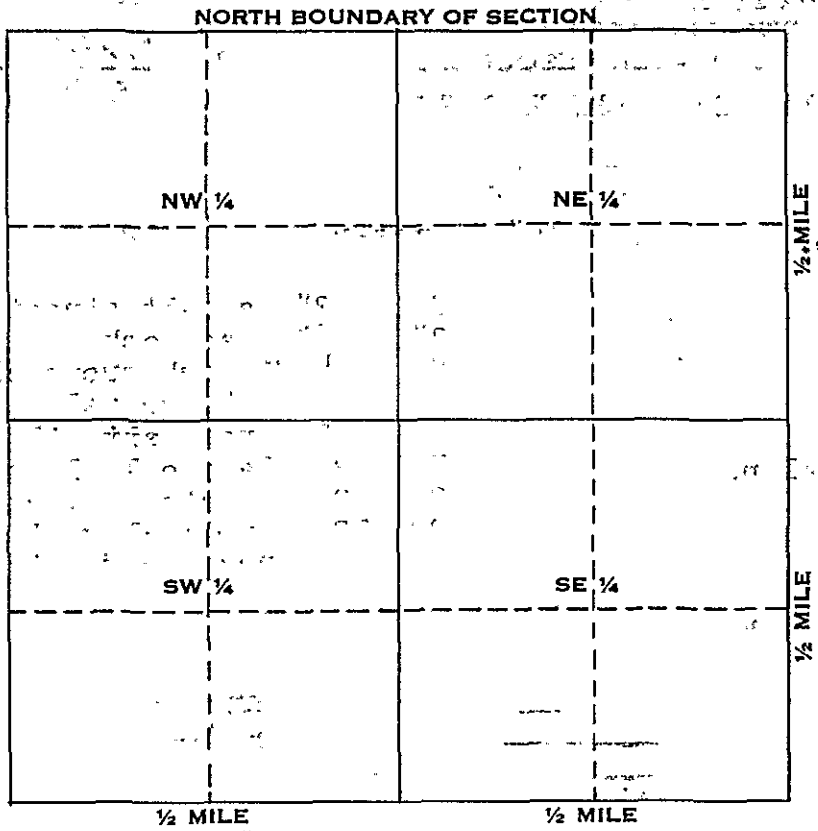 NORTH BOUNDARY OF SECTION
NW ¼
NE ¼
½ MILE
SW ¼
SE ¼
½ MILE
½ MILE
½ MILE